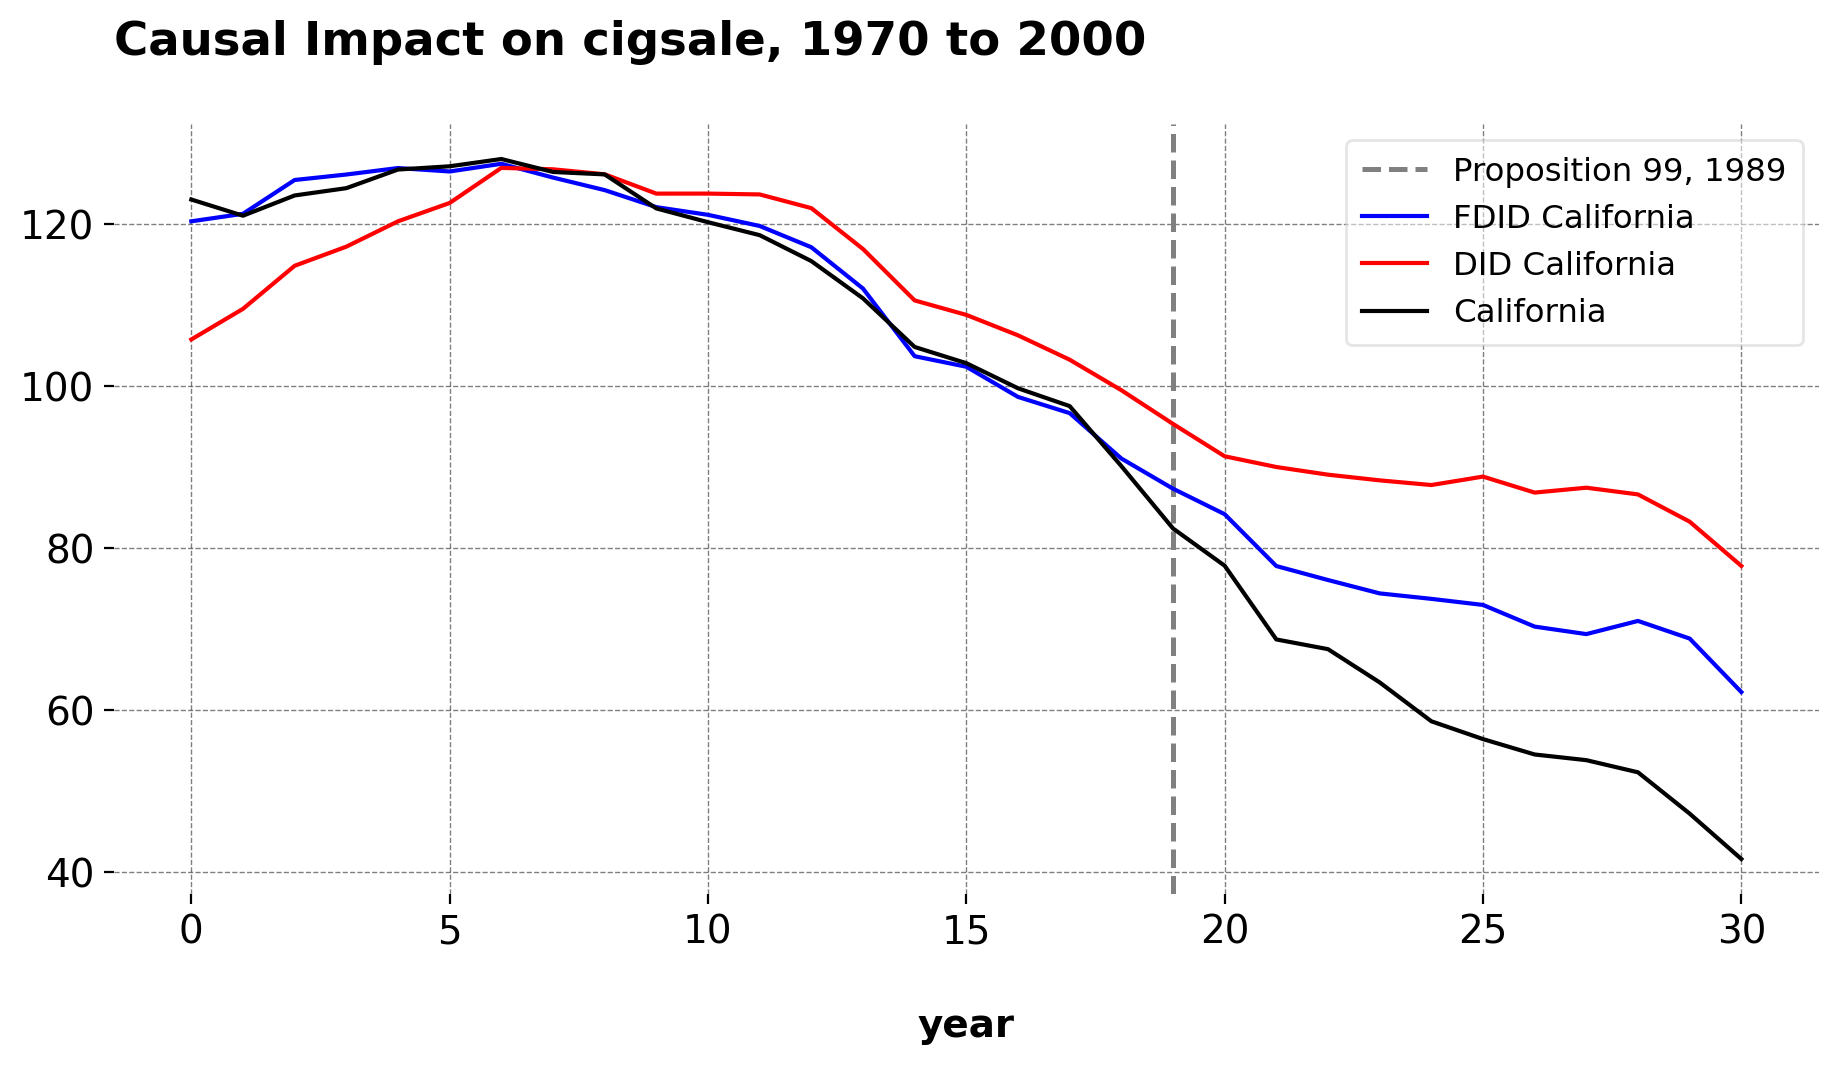 Causal Impact on cigsale, 1970 to 2000
Proposition 99, 1989
FDID California
DID California
California
120
100
80
60
40
0 5 10 15 20 25 30
year